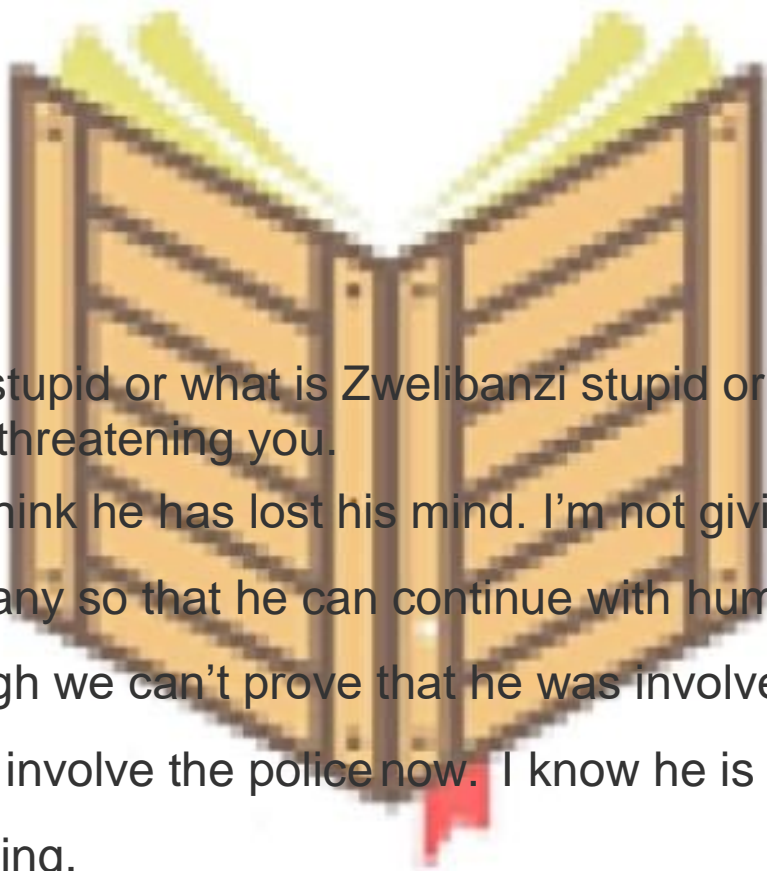 stupid or what is Zwelibanzi stupid or
threatening you.
hink he has lost his mind. I’m not givi
any so that he can continue with hum
gh we can’t prove that he was involve
involve the police now. I know he is
ing.